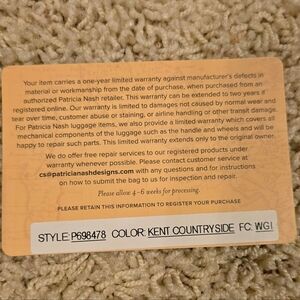 Your item carries a one-year limited warranty against manufacturer's defects in
material or workmanship from the date of purchase, when purchased from an
authorized Patricia Nash retailer. This warranty can be extended to two years if
registered online. Our warranty is limited to damages not caused by normal wear and
tear over time, customer abuse or staining, or airline handling or other transit damage.
For Patricia Nash luggage items, we also provide a limited warranty which covers all
mechanical components of the luggage such as the handle and wheels and will be
happy to repair such parts. This limited warranty extends only to the original owner.
We do offer free repair services to our registered products under
warranty whenever possible. Please contact customer service at
cs@patricianashdesigns.com with any questions and for instructions
on how to submit the bag to us for inspection and repair.
Please allow 4-6 weeks for processing.
PLEASE RETAIN THIS INFORMATION TO REGISTER YOUR PURCHASE
STYLE: P698478 COLOR: KENT COUNTRYSIDE FC: WG1